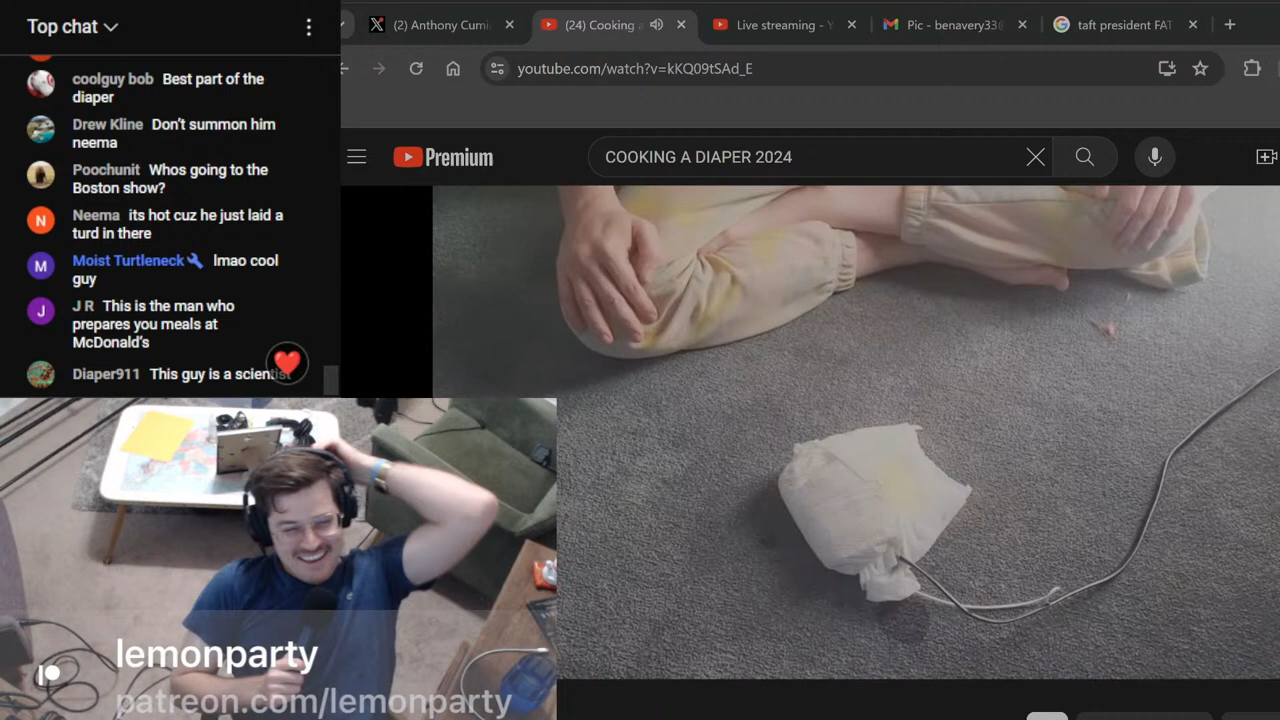 Top chat
(2) Anthony Cumi
(24) Cooking
Live streaming - Y
Pic - benavery33@
taft president FAT
youtube.com/watch?v=kKQ09tSAd_E
Premium
COOKING A DIAPER 2024
coolguy bob Best part of the
diaper
Drew Kline Don't summon him
neema
Poochunit Whos going to the
Boston show?
Neema its hot cuz he just laid a
turd in there
N
Moist Turtleneck lmao cool
guy
M
J R This is the man who
prepares you meals at
McDonald's
J
Diaper911 This guy is a scientist
lemonparty
patreon.com/lemonparty